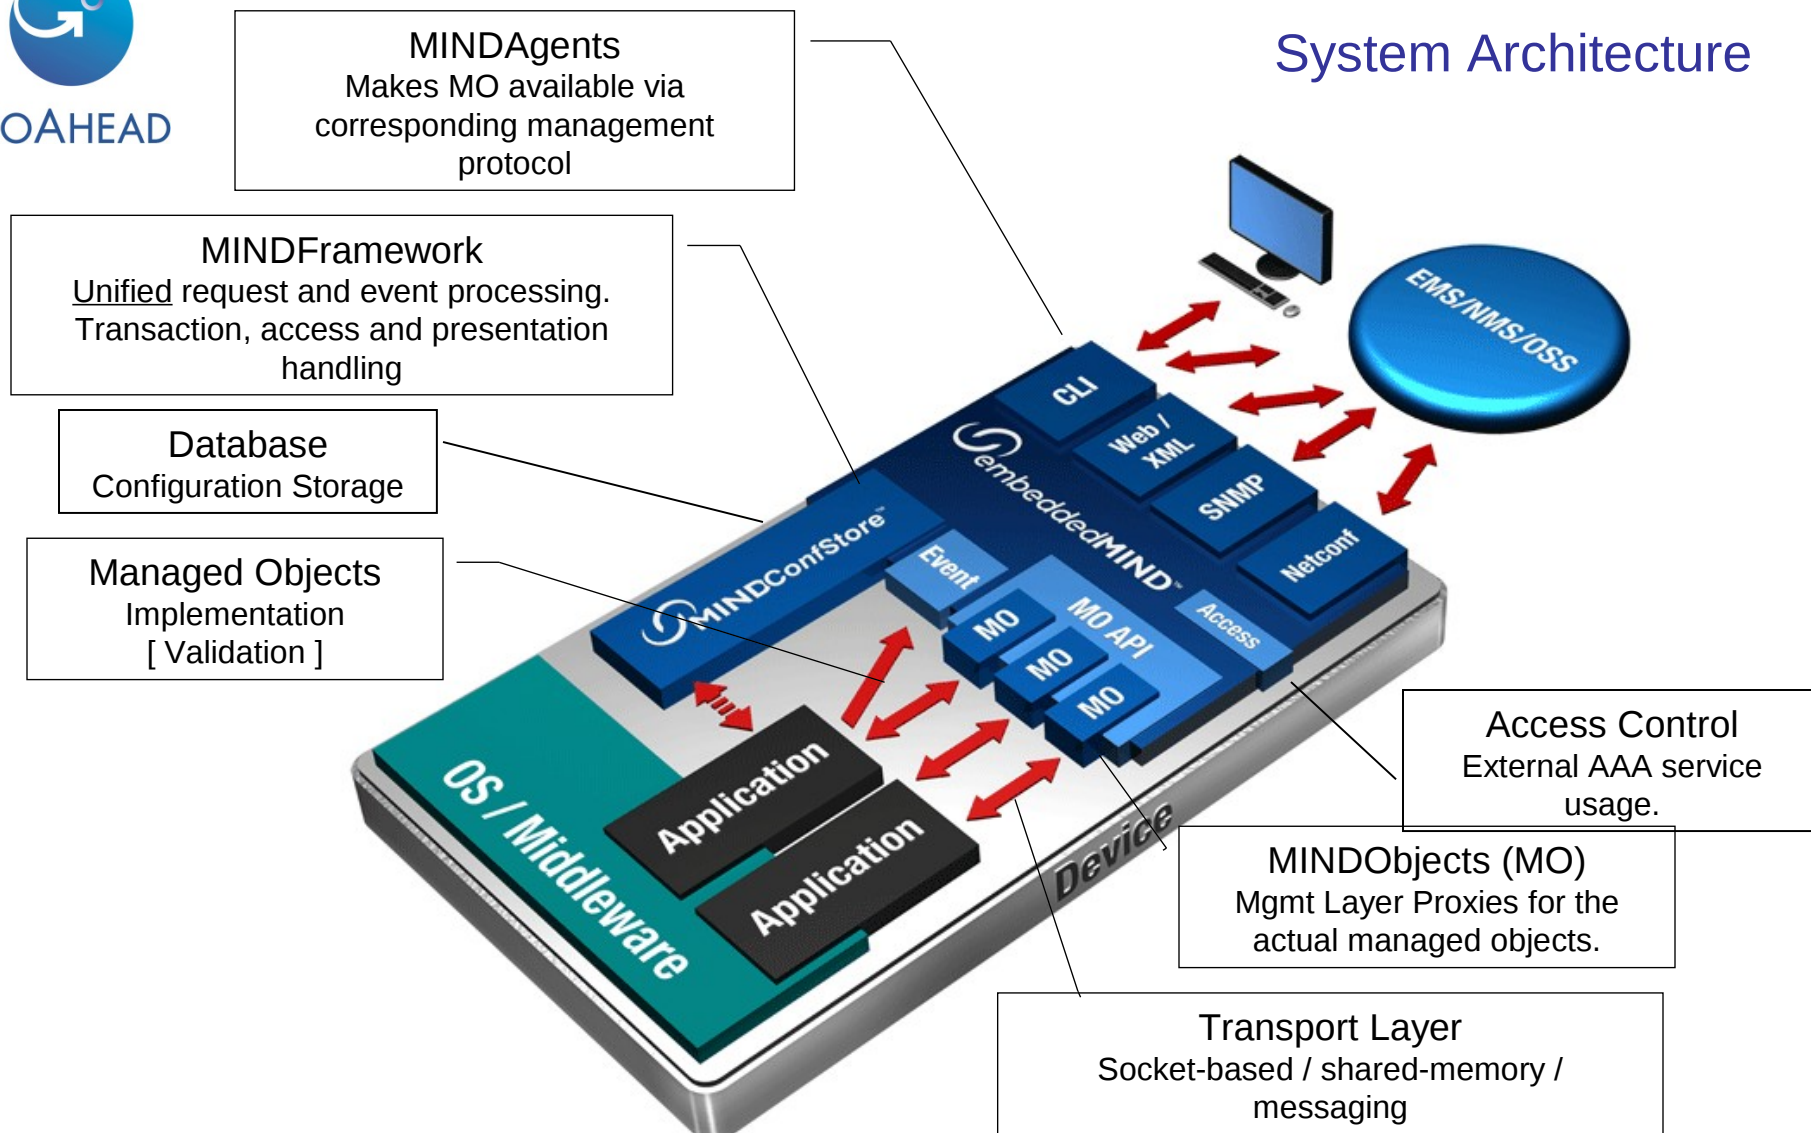 OAHEAD
System Architecture
MINDAgents
Makes MO available via
corresponding management
protocol
MINDFramework
Unified request and event processing.
Transaction, access and presentation
handling
Database
Configuration Storage
Managed Objects
Implementation
[ Validation ]
EMS/NMS/OSS
CLI
Web /
XML
SNMP
Netconf
embeddedMIND™
MINDConfStore™
Event
MO API
Access
MO
MO
MO
Application
Application
OS / Middleware
Device
Access Control
External AAA service
usage.
MINDObjects (MO)
Mgmt Layer Proxies for the
actual managed objects.
Transport Layer
Socket-based / shared-memory /
messaging